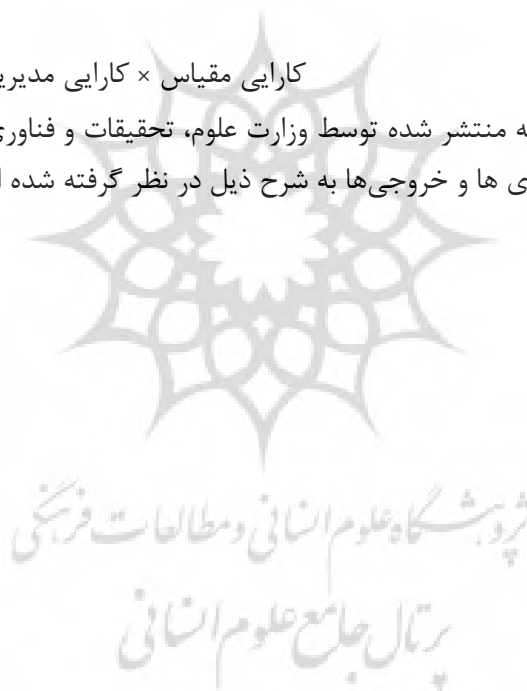 کارایی مقیاس × کارایی مدیری
ه منتشر شده توسط وزارت علوم، تحقیقات و فناوری
ی ها و خروجی‌ها به شرح ذیل در نظر گرفته شده ا
پژوهشگاه علوم انسانی و مطالعات فرهنگی
پرتال جامع علوم انسانی